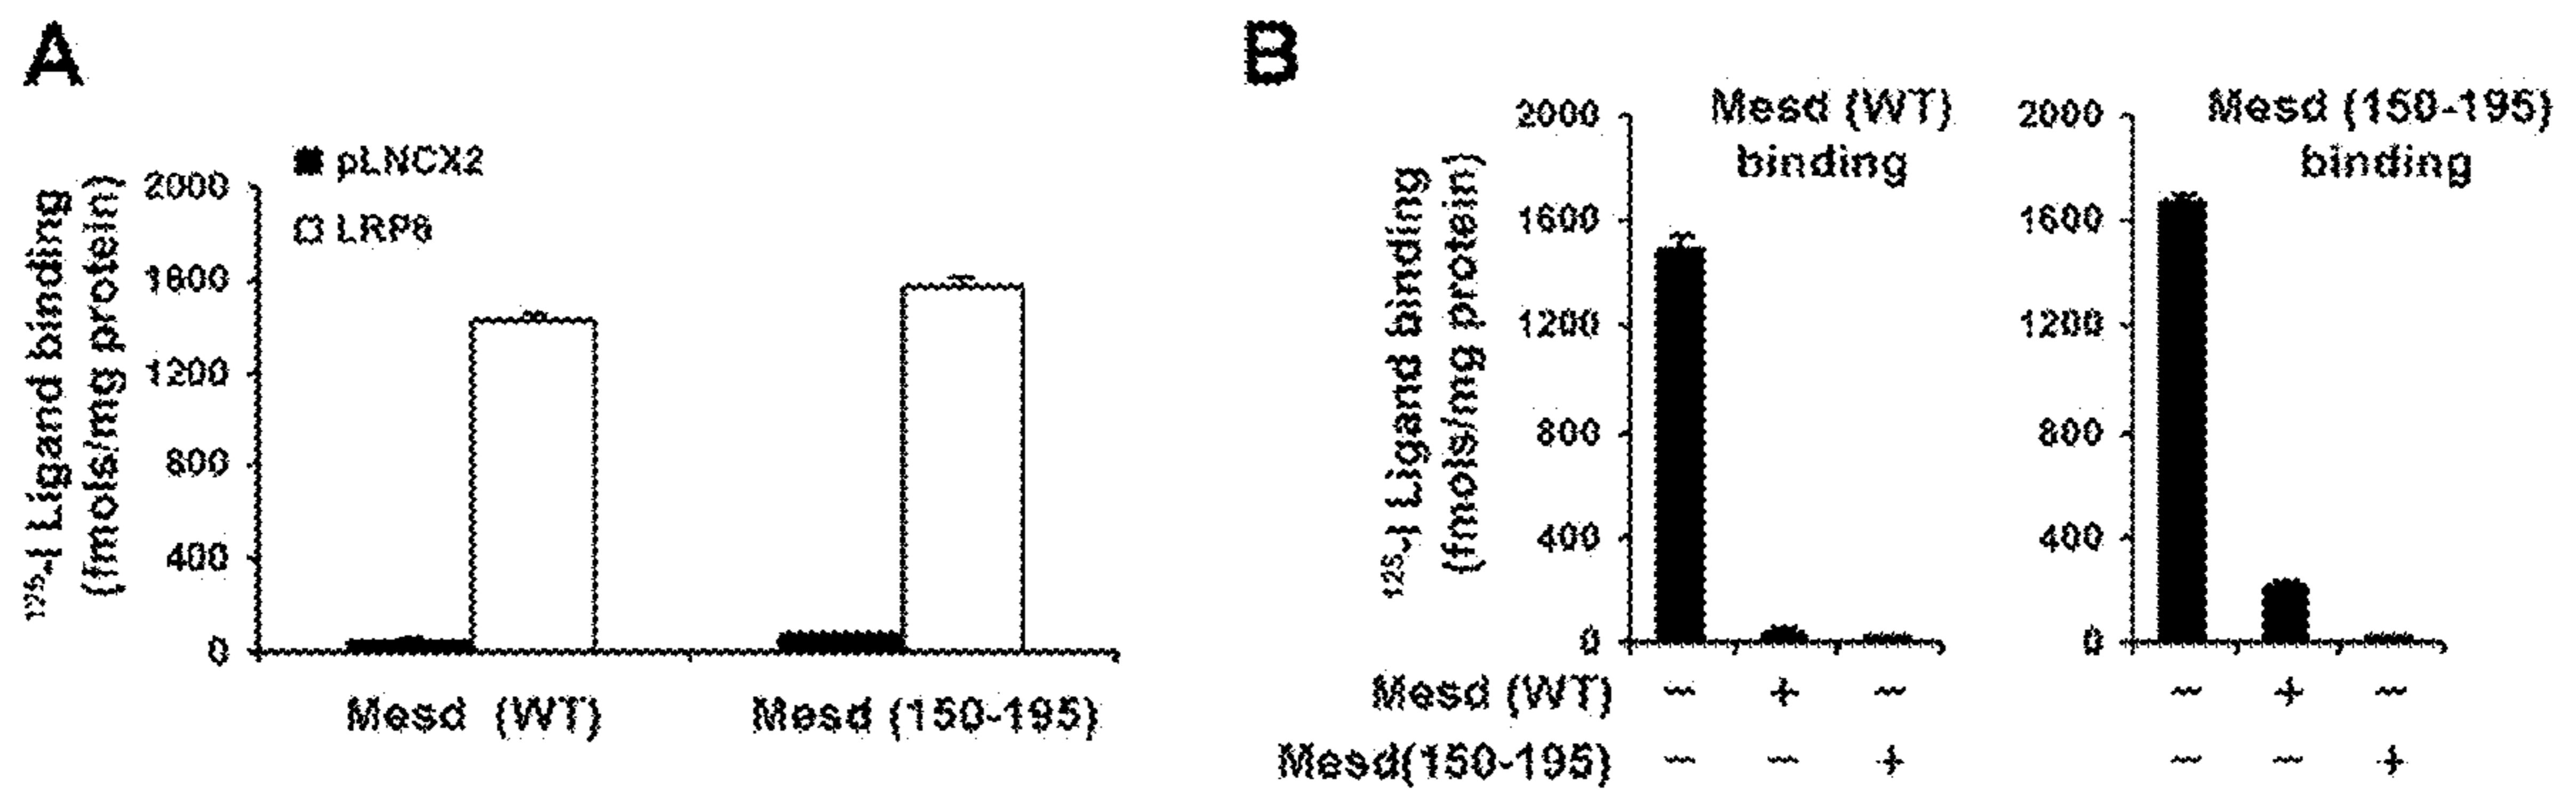 A
pLNCX2
LRP6
2000
1600
1200
800
400
0
125-I Ligand binding
(fmols/mg protein)
Mesd (WT)
Mesd (150-195)
B
Mesd (WT)
binding
2000
1600
1200
800
400
0
125-I Ligand binding
(fmols/mg protein)
Mesd (150-195)
binding
2000
1600
1200
800
400
0
Mesd (WT) − + − − + −
Mesd(150-195) − − + − − +